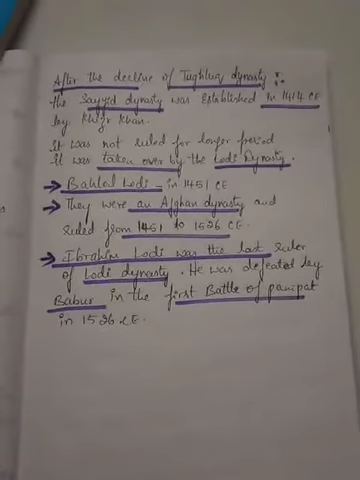 After the decline of Tughluq dynasty :-
the Sayyid dynasty was established in 1414 CE
by Khizr Khan.
It was not ruled for longer period
It was taken over by the Lodi Dynasty.
→ Bahlol Lodi - in 1451 CE
→ They were an Afghan dynasty and
ruled from 1451 to 1526 CE.
→ Ibrahim Lodi was the last ruler
of Lodi dynasty. He was defeated by
Babur in the first Battle of panipat
in 1526 CE.